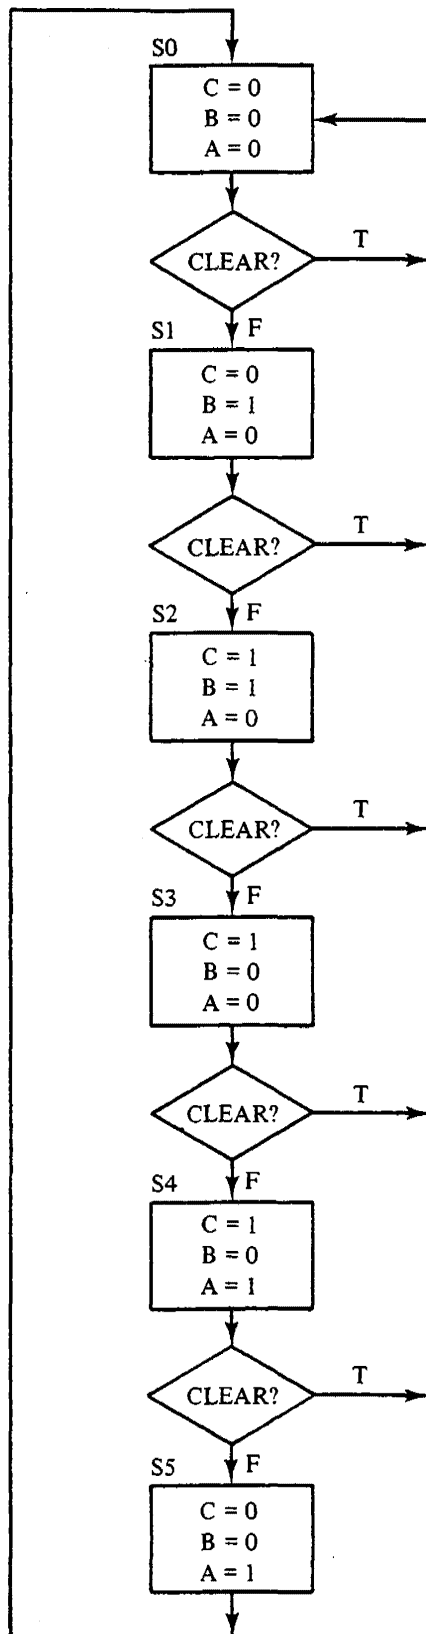 S0
C = 0
B = 0
A = 0
CLEAR?
T
F
S1
C = 0
B = 1
A = 0
CLEAR?
T
F
S2
C = 1
B = 1
A = 0
CLEAR?
T
F
S3
C = 1
B = 0
A = 0
CLEAR?
T
F
S4
C = 1
B = 0
A = 1
CLEAR?
T
F
S5
C = 0
B = 0
A = 1